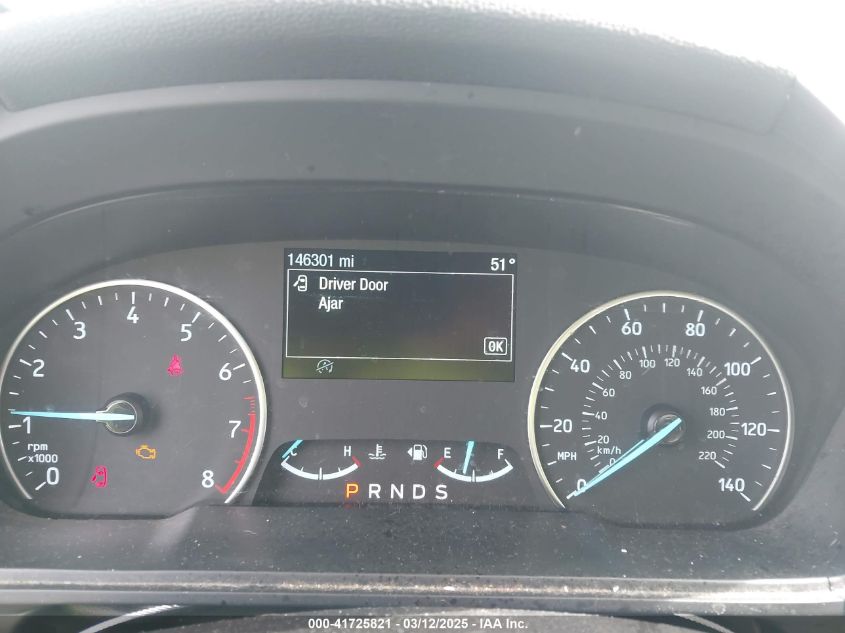 146301 mi 51°
Driver Door
Ajar
OK
0 1 2 3 4 5 6 7 8
rpm
x1000
C H E F
P R N D S
0 20 40 60 80 100 120 140
MPH
km/h
0 20 40 60 80 100 120 140 160 180 200 220
000-41725821 - 03/12/2025 - IAA Inc.